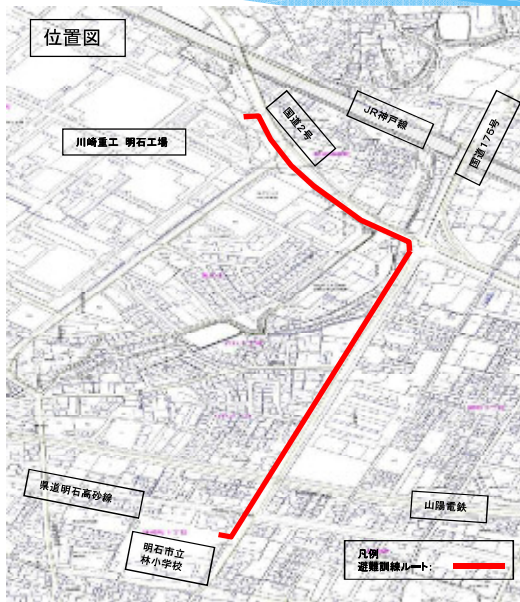 位置図
国道2号
JR神戸線
国道175号
川崎重工 明石工場
県道明石高砂線
山陽電鉄
明石市立
林小学校
凡例
避難訓練ルート: